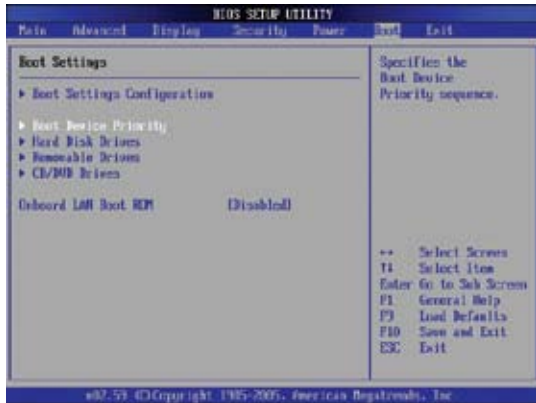 BIOS SETUP UTILITY
Main Advanced Display Security Power Boot Exit
Boot Settings
Boot Settings Configuration
Boot Device Priority
Hard Disk Drives
Removable Drives
CD/DVD Drives
Onboard LAN Boot ROM [Disabled]
Specifies the
Boot Device
Priority sequence.
↔ Select Screen
↑↓ Select Item
Enter Go to Sub Screen
F1 General Help
F9 Load Defaults
F10 Save and Exit
ESC Exit
v02.59 (C)Copyright 1985-2005, American Megatrends, Inc